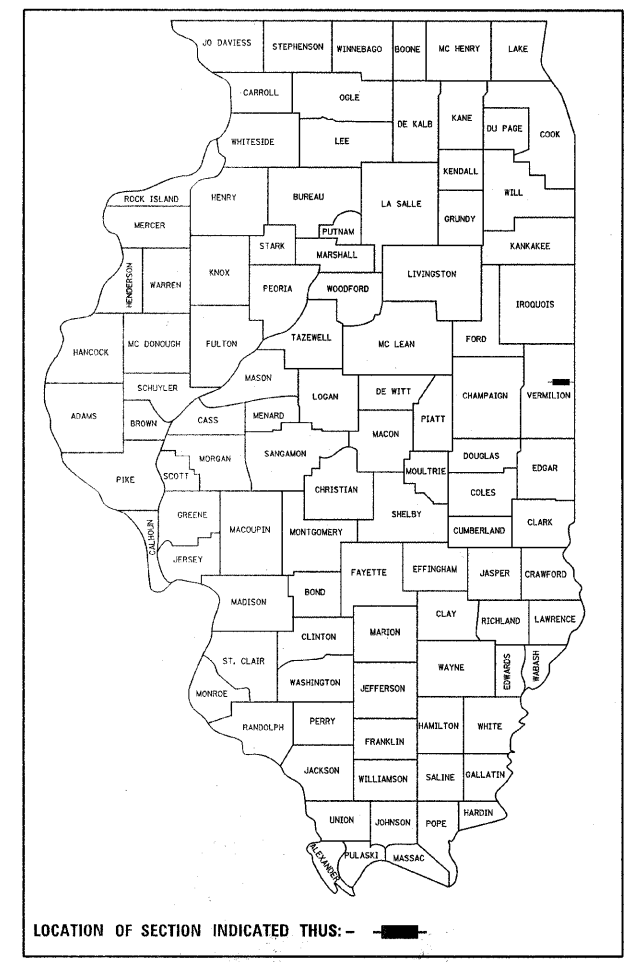 JO DAVIESS
STEPHENSON
WINNEBAGO
BOONE
MC HENRY
LAKE
CARROLL
OGLE
DE KALB
KANE
DU PAGE
COOK
WHITESIDE
LEE
KENDALL
WILL
ROCK ISLAND
HENRY
BUREAU
LA SALLE
GRUNDY
MERCER
PUTNAM
STARK
MARSHALL
KANKAKEE
HENDERSON
WARREN
KNOX
PEORIA
WOODFORD
LIVINGSTON
IROQUOIS
HANCOCK
MC DONOUGH
FULTON
TAZEWELL
MC LEAN
FORD
MASON
SCHUYLER
LOGAN
DE WITT
PIATT
CHAMPAIGN
VERMILION
ADAMS
BROWN
CASS
MENARD
MACON
MORGAN
SANGAMON
DOUGLAS
EDGAR
PIKE
SCOTT
CHRISTIAN
MOULTRIE
COLES
GREENE
MACOUPIN
MONTGOMERY
SHELBY
CUMBERLAND
CLARK
CALHOUN
JERSEY
FAYETTE
EFFINGHAM
JASPER
CRAWFORD
MADISON
BOND
CLAY
RICHLAND
LAWRENCE
CLINTON
MARION
ST. CLAIR
WAYNE
EDWARDS
WABASH
WASHINGTON
JEFFERSON
MONROE
RANDOLPH
PERRY
HAMILTON
WHITE
FRANKLIN
JACKSON
WILLIAMSON
SALINE
GALLATIN
UNION
JOHNSON
POPE
HARDIN
ALEXANDER
PULASKI
MASSAC
LOCATION OF SECTION INDICATED THUS: -